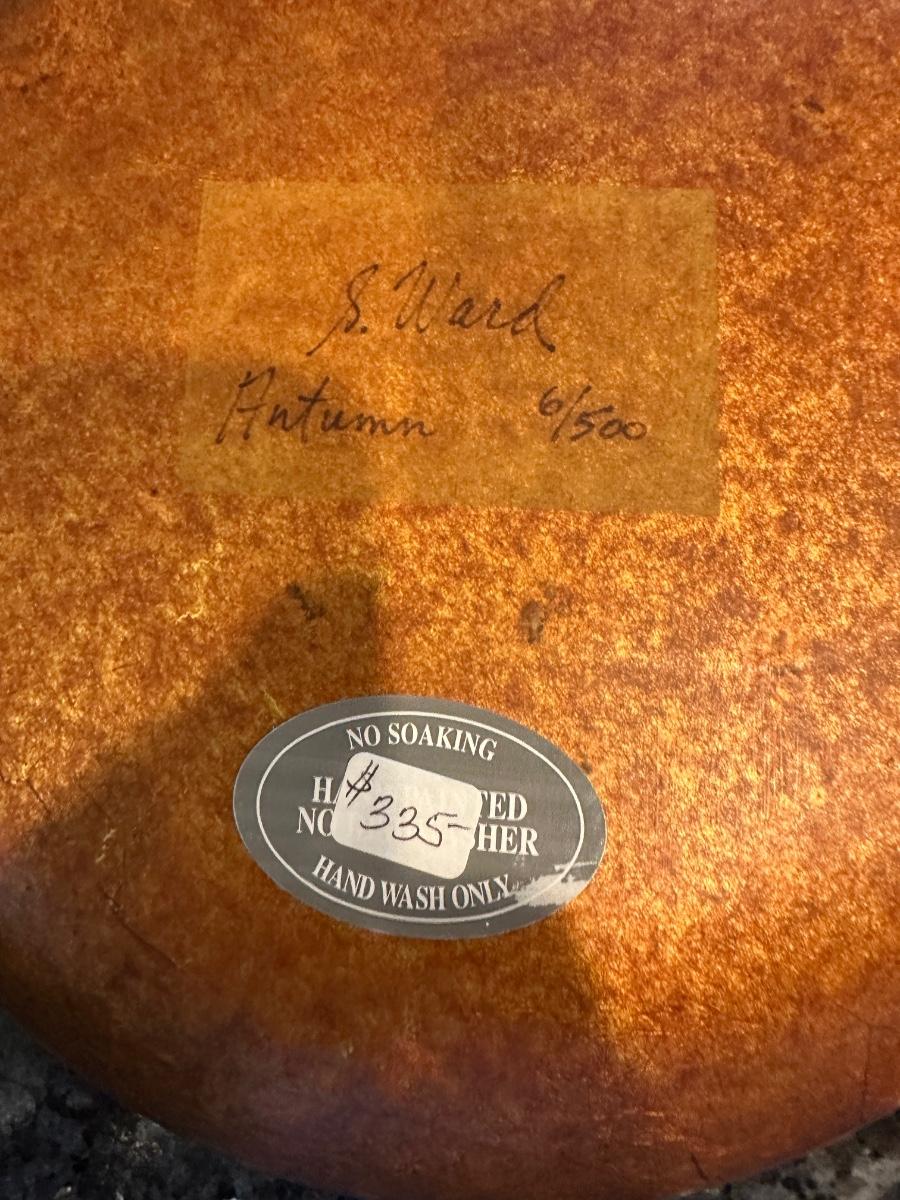 S. Ward
Autumn 6/500
NO SOAKING
$335-
HAND WASH ONLY